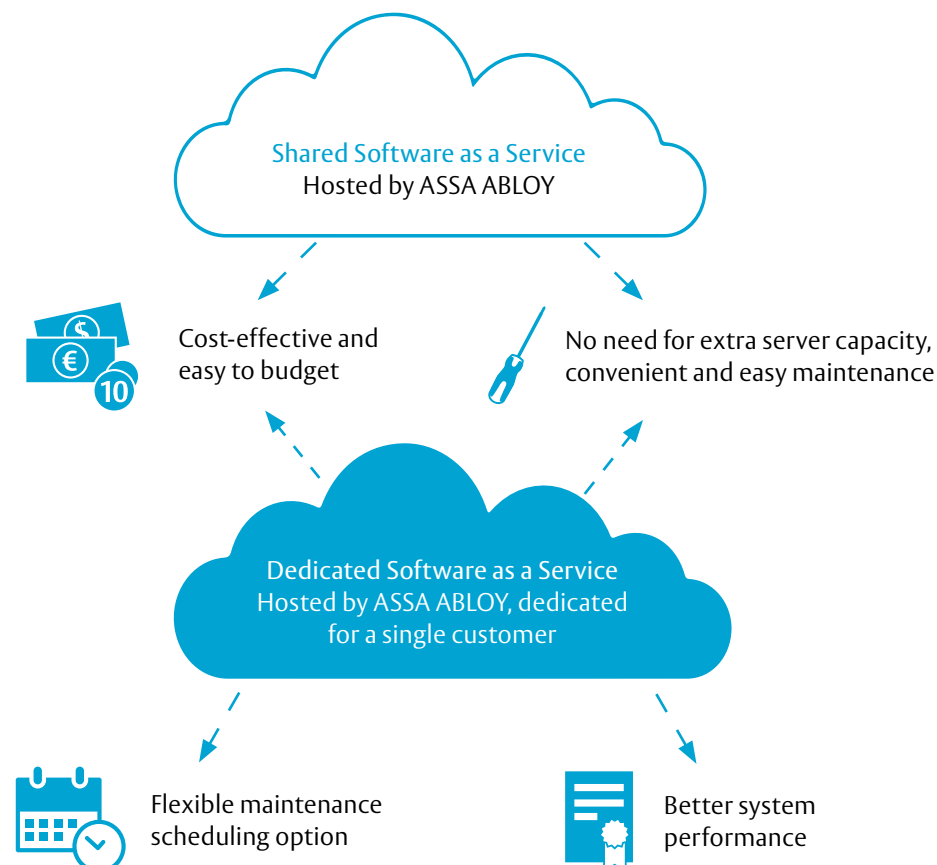 Shared Software as a Service
Hosted by ASSA ABLOY
$
€
10
Cost-effective and
easy to budget
No need for extra server capacity,
convenient and easy maintenance
Dedicated Software as a Service
Hosted by ASSA ABLOY, dedicated
for a single customer
Flexible maintenance
scheduling option
Better system
performance